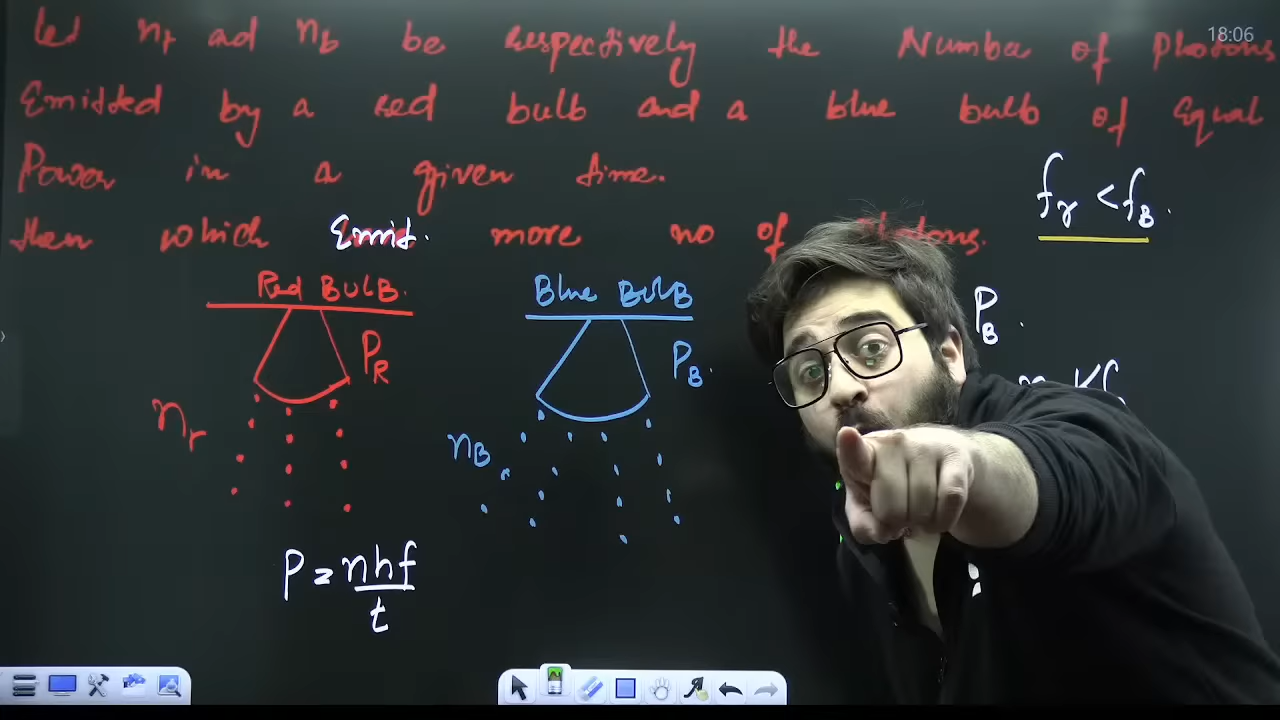 18:06
Let nr and nb be respectively the Number of Photons
Emitted by a red bulb and a blue bulb of Equal
Power in a given time.
then which Emit. more no of Photons.
fr < fB.
Red BULB.
Blue BULB
PR
PB.
PB.
nr
nB
P = nhf
t